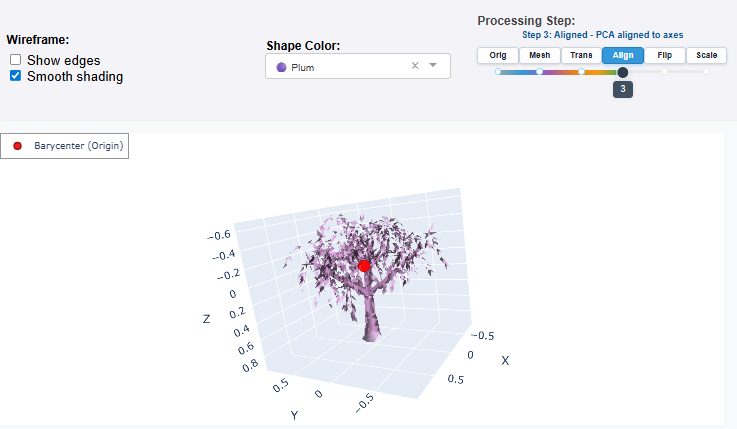 Processing Step:
Step 3: Aligned - PCA aligned to axes
Wireframe:
Show edges
Smooth shading
Shape Color:
Plum
Orig Mesh Trans Align Flip Scale
3
Barycenter (Origin)
−0.6
−0.4
−0.2
0
0.2
0.4
0.6
0.8
Z
0.5
0
−0.5
Y
−0.5
0
0.5
X